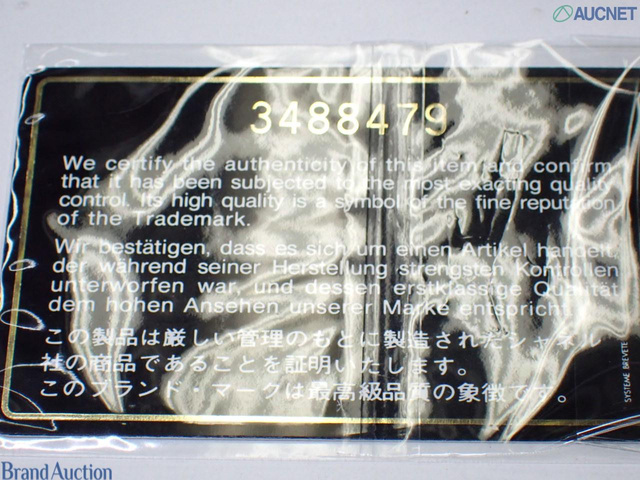 AUCNET
3488479
We certify the authenticity of this item and confirm
that it has been subjected to the most exacting quality
control. Its high quality is a symbol of the fine reputation
of the Trademark.
Wir bestätigen, dass es sich um einen Artikel handelt,
der während seiner Herstellung strengsten Kontrollen
unterworfen war, und dessen erstklassige Qualität
dem hohen Ansehen unserer Marke entspricht.
この製品は厳しい管理のもとに製造されたシャネル
社の商品であることを証明いたします。
このブランド・マークは最高級品質の象徴です。
SYSTEME BREVETE
Brand Auction